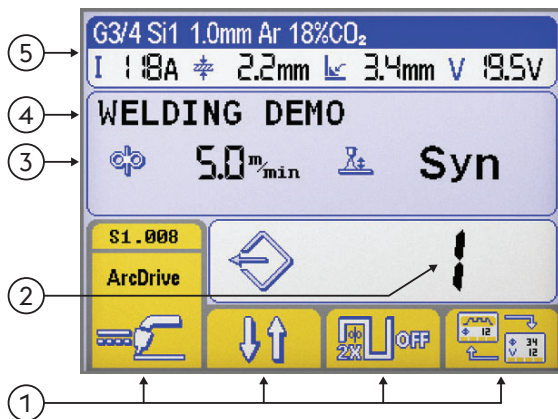 G3/4 Si1 1.0mm Ar 18%CO₂
5
I 118A 2.2mm 3.4mm V 19.5V
4
WELDING DEMO
3
5.0 m/min Syn
S1.008
ArcDrive
2
1
2X OFF
12
Φ 34
V 12
1